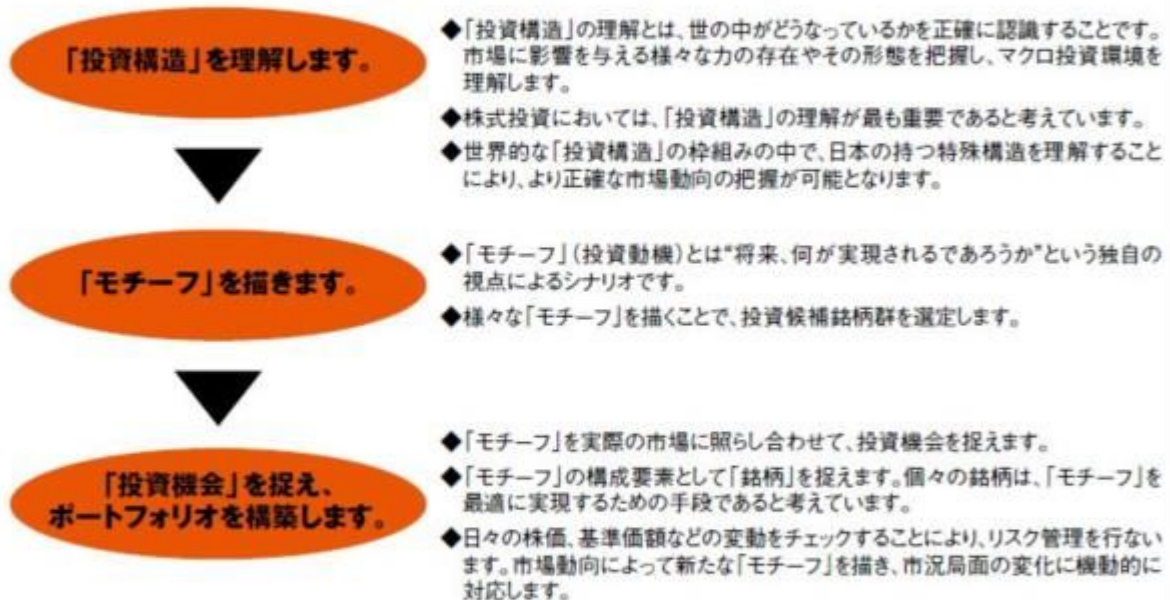 「投資構造」を理解します。
◆「投資構造」の理解とは、世の中がどうなっているかを正確に認識することです。
市場に影響を与える様々な力の存在やその形態を把握し、マクロ投資環境を
理解します。
◆株式投資においては、「投資構造」の理解が最も重要であると考えています。
◆世界的な「投資構造」の枠組みの中で、日本の持つ特殊構造を理解すること
により、より正確な市場動向の把握が可能となります。
「モチーフ」を描きます。
◆「モチーフ」(投資動機)とは“将来、何が実現されるであろうか”という独自の
視点によるシナリオです。
◆様々な「モチーフ」を描くことで、投資候補銘柄群を選定します。
「投資機会」を捉え、
ポートフォリオを構築します。
◆「モチーフ」を実際の市場に照らし合わせて、投資機会を捉えます。
◆「モチーフ」の構成要素として「銘柄」を捉えます。個々の銘柄は、「モチーフ」を
最適に実現するための手段であると考えています。
◆日々の株価、基準価額などの変動をチェックすることにより、リスク管理を行ない
ます。市場動向によって新たな「モチーフ」を描き、市況局面の変化に機動的に
対応します。